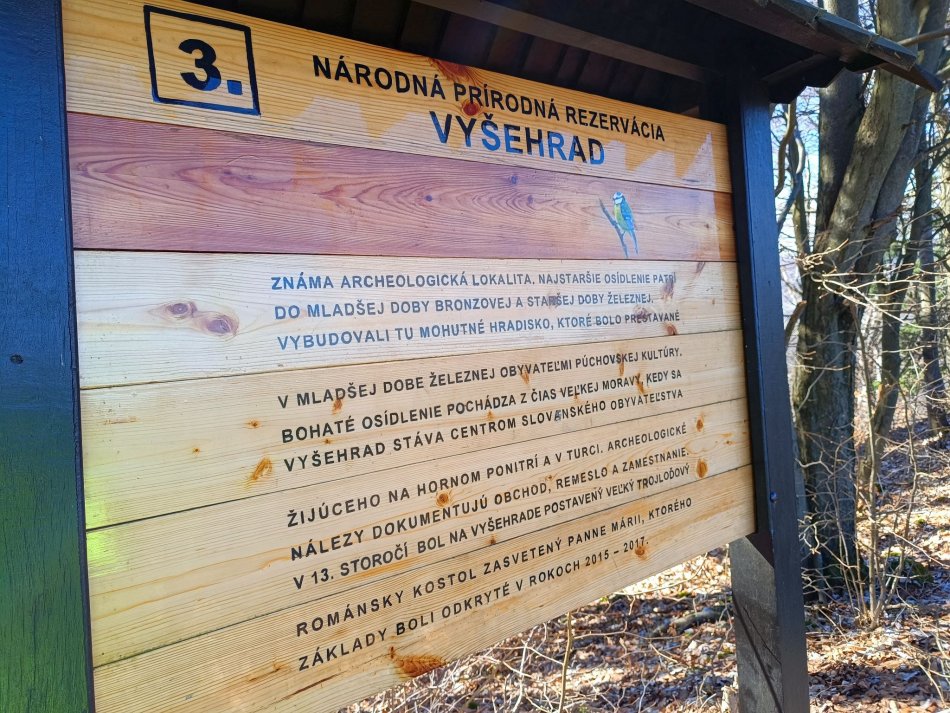 3.
NÁRODNÁ PRÍRODNÁ REZERVÁCIA
VYŠEHRAD
ZNÁMA ARCHEOLOGICKÁ LOKALITA. NAJSTARŠIE OSÍDLENIE PATRÍ
DO MLADŠEJ DOBY BRONZOVEJ A STARŠEJ DOBY ŽELEZNEJ,
VYBUDOVALI TU MOHUTNÉ HRADISKO, KTORÉ BOLO PRESTAVANÉ
V MLADŠEJ DOBE ŽELEZNEJ OBYVATEĽMI PÚCHOVSKEJ KULTÚRY.
BOHATÉ OSÍDLENIE POCHÁDZA Z ČIAS VEĽKEJ MORAVY, KEDY SA
VYŠEHRAD STÁVA CENTROM SLOVANSKÉHO OBYVATEĽSTVA
ŽIJÚCEHO NA HORNOM PONITRÍ A V TURCI. ARCHEOLOGICKÉ
NÁLEZY DOKUMENTUJÚ OBCHOD, REMESLO A ZAMESTNANIE.
V 13. STOROČÍ BOL NA VYŠEHRADE POSTAVENÝ VEĽKÝ TROJLOĎOVÝ
ROMÁNSKY KOSTOL ZASVETENÝ PANNE MÁRII, KTORÉHO
ZÁKLADY BOLI ODKRYTÉ V ROKOCH 2015 – 2017.